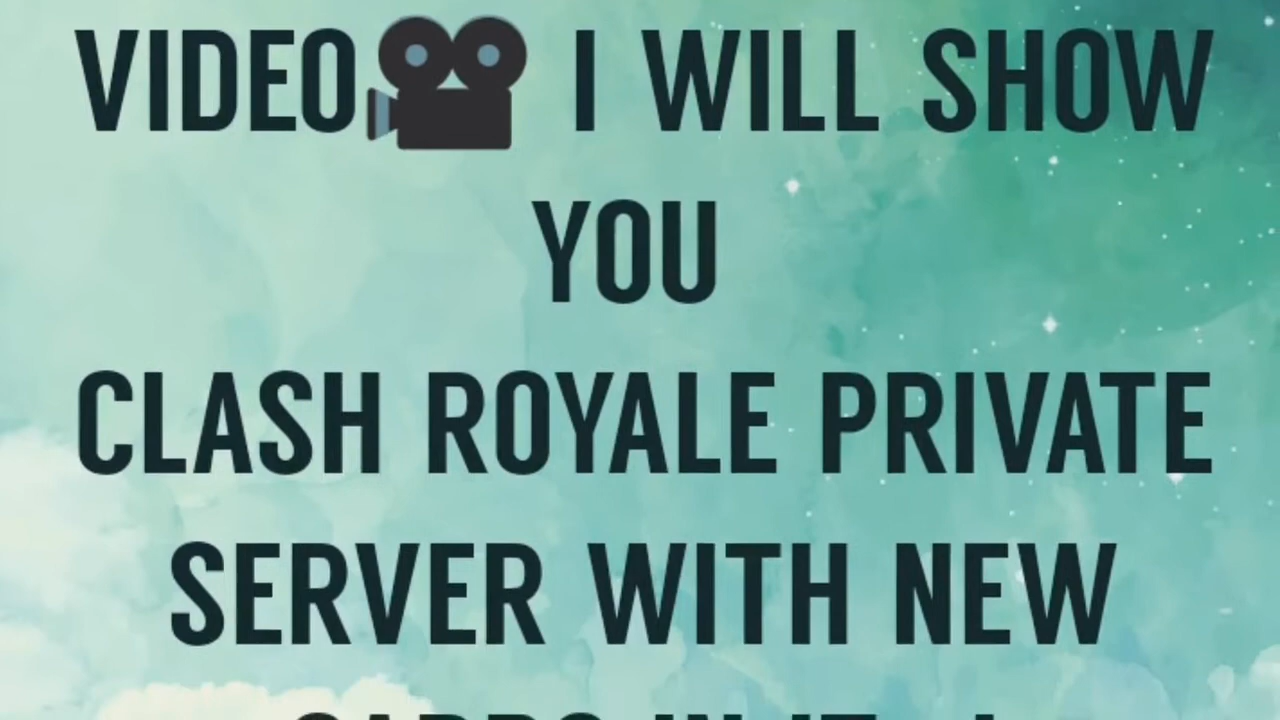 VIDEO🎥 I WILL SHOW
YOU
CLASH ROYALE PRIVATE
SERVER WITH NEW